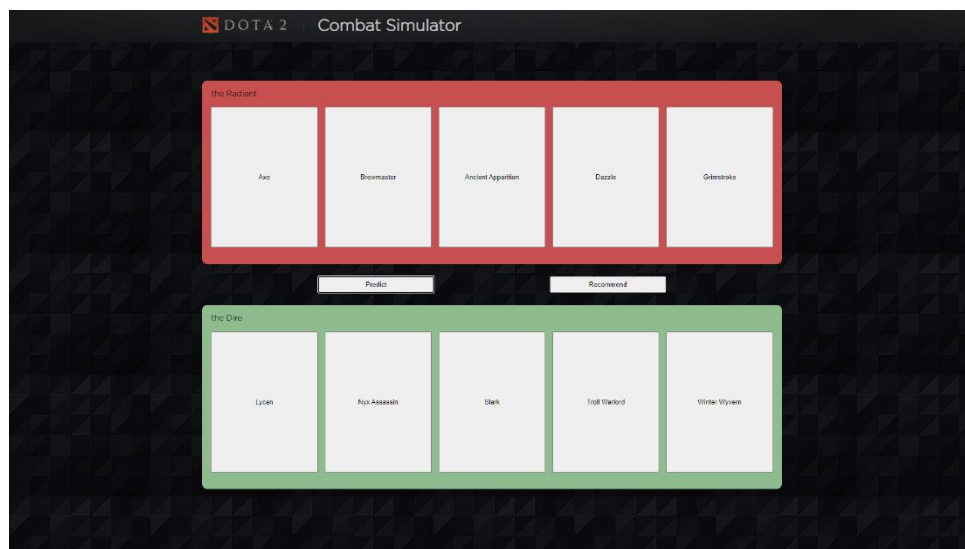 DOTA 2 Combat Simulator
the Radiant
Axe Brewmaster Ancient Apparition Dazzle Grimstroke
Predict Recommend
the Dire
Lycan Nyx Assassin Slark Troll Warlord Winter Wyvern